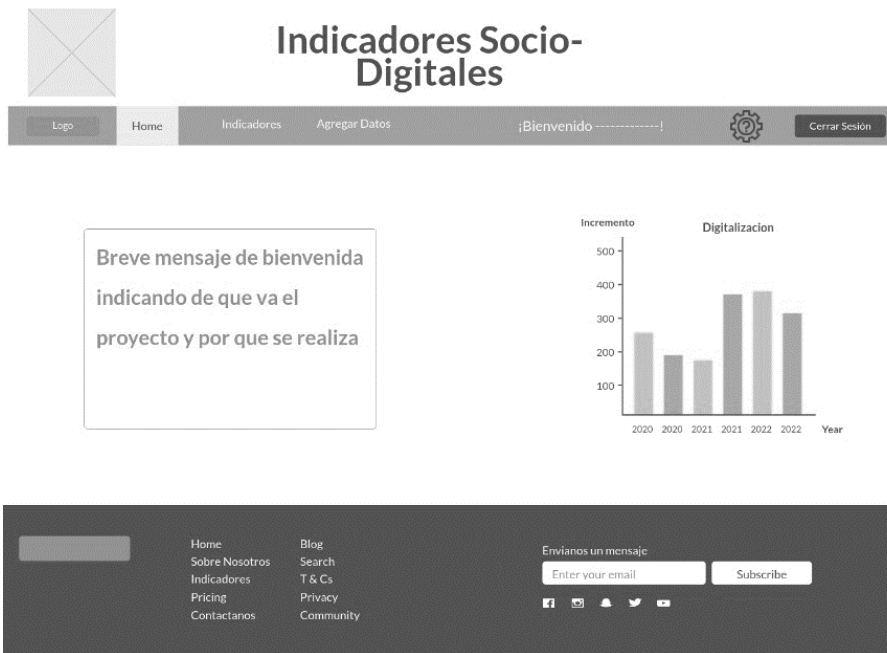 Indicadores Socio-
Digitales
Logo
Home
Indicadores
Agregar Datos
¡Bienvenido -------------!
Cerrar Sesión
Breve mensaje de bienvenida
indicando de que va el
proyecto y por que se realiza
Incremento
Digitalizacion
500
400
300
200
100
2020 2020 2021 2021 2022 2022 Year
Home
Sobre Nosotros
Indicadores
Pricing
Contactanos
Blog
Search
T & Cs
Privacy
Community
Envianos un mensaje
Enter your email
Subscribe